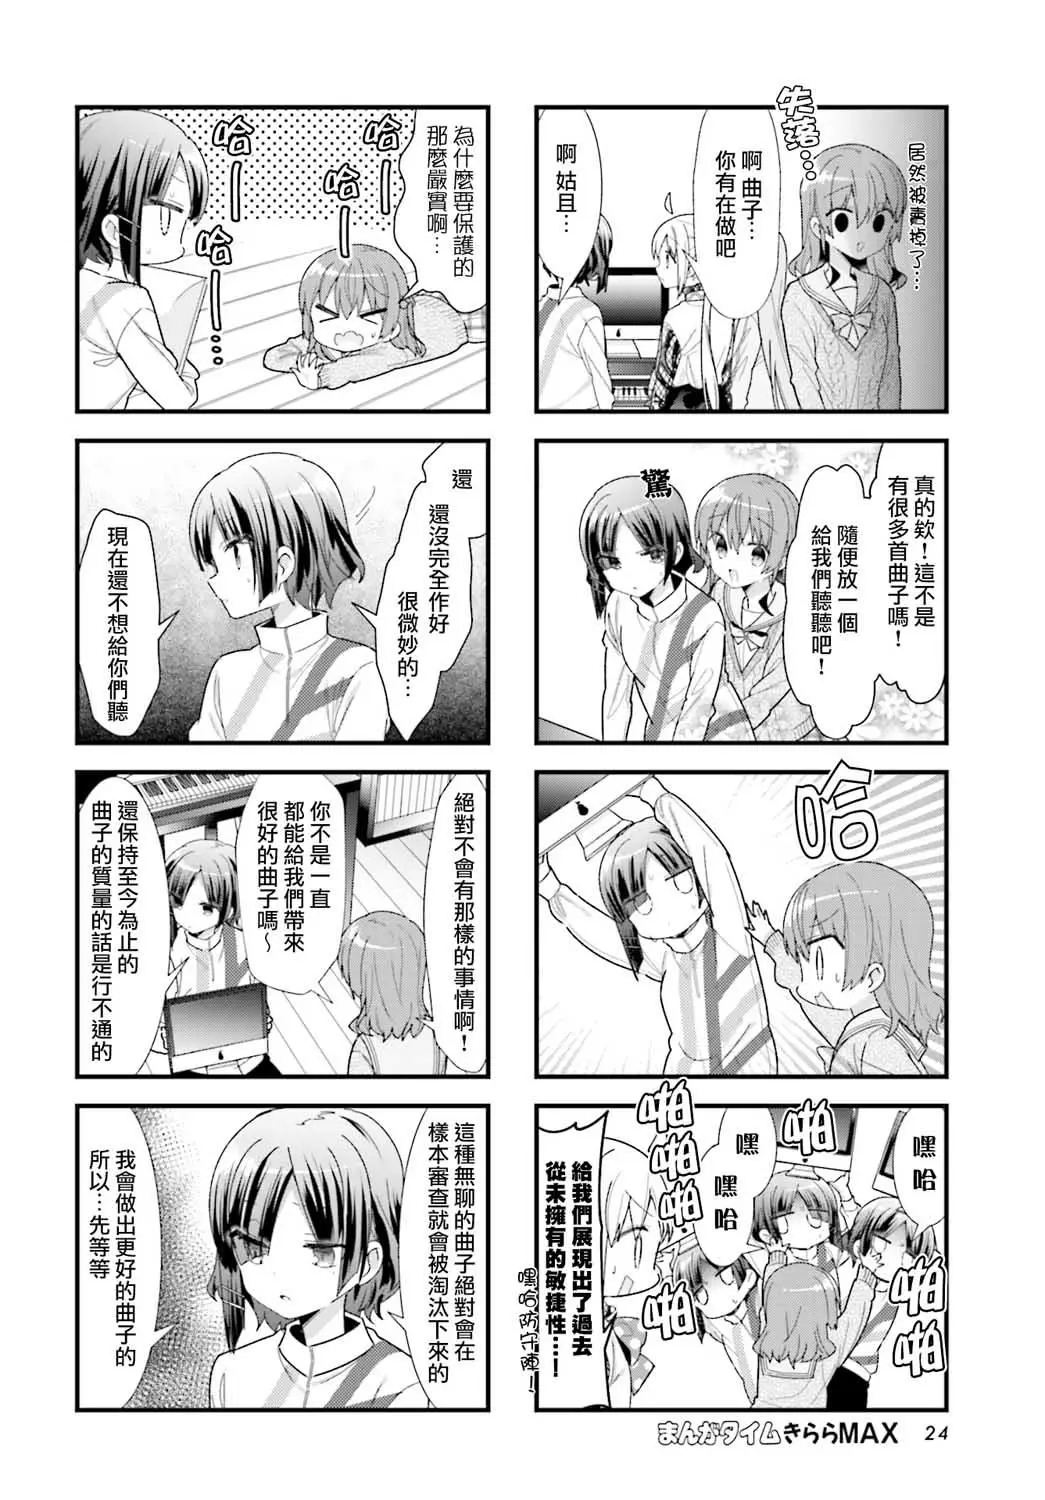 居然被賣掉了…
失落…
啊 曲子…
你有在做吧
啊 姑且…
真的欸！這不是
有很多首曲子嗎！
隨便放一個
給我們聽聽吧！
驚
哈
嘿
哈
啪
嘿
哈
嘿
哈
啪
啪
啪
啪
啪
給我們展現出了過去
從未擁有的敏捷性…！
嘿哈防守陣！
為什麼要保護的
那麼嚴實啊…
哈—
哈—
哈—
哈…
還
還沒完全作好
很微妙的…
現在還不想給你們聽
絕對不會有那樣的事情啊！
你不是一直
都能給我們帶來
很好的曲子嗎～
還保持至今為止的
曲子的質量的話是行不通的
這種無聊的曲子絕對會在
樣本審查就會被淘汰下來的
我會做出更好的曲子的
所以…先等等
まんがタイムきららMAX
24